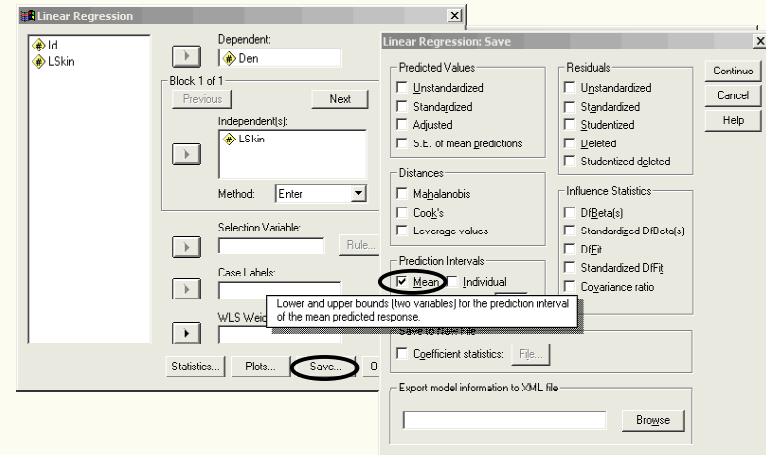 Linear Regression
Id
LSkin
Dependent:
Den
Block 1 of 1
Previous
Next
Independent(s):
LSkin
Method:
Enter
Selection Variable:
Rule...
Case Labels:
WLS Weig
Statistics...
Plots...
Save...
O
Linear Regression: Save
Predicted Values
Unstandardized
Standardized
Adjusted
S.E. of mean predictions
Distances
Mahalanobis
Cook's
Leverage values
Prediction Intervals
Mean
Individual
Lower and upper bounds (two variables) for the prediction interval
of the mean predicted response.
Save to New File
Coefficient statistics:
File...
Export model information to XML file
Browse
Residuals
Unstandardized
Standardized
Studentized
Deleted
Studentized deleted
Influence Statistics
DfBeta(s)
Standardized DfBeta(s)
DfFit
Standardized DfFit
Covariance ratio
Continue
Cancel
Help